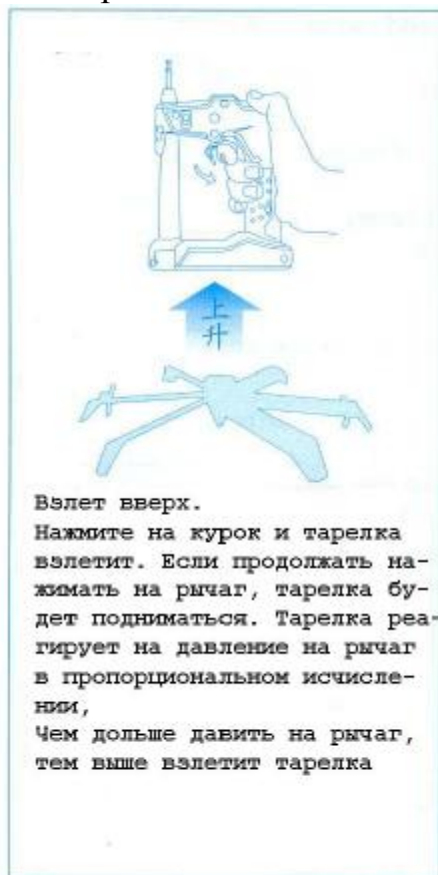 上
升
Взлет вверх.
Нажмите на курок и тарелка
взлетит. Если продолжать на-
жимать на рычаг, тарелка бу-
дет подниматься. Тарелка реа-
гирует на давление на рычаг
в пропорциональном исчисле-
нии,
Чем дольше давить на рычаг,
тем выше взлетит тарелка